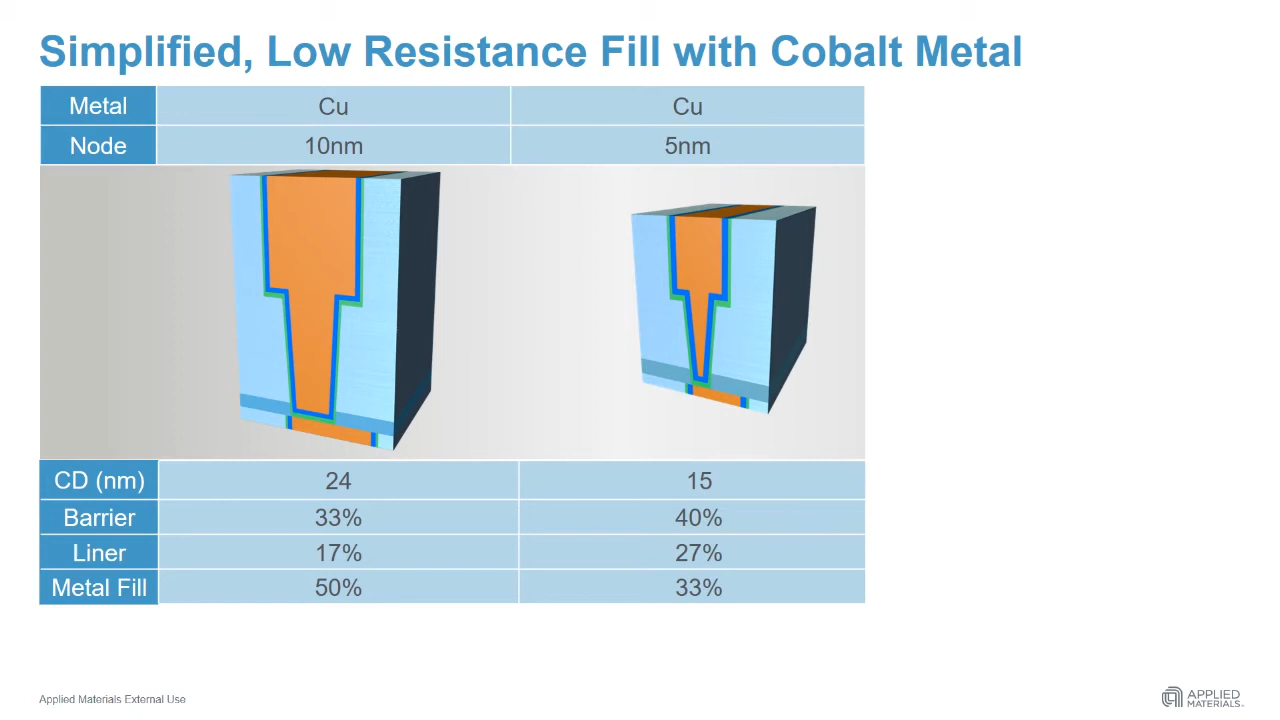 Simplified, Low Resistance Fill with Cobalt Metal
Metal Cu Cu
Node 10nm 5nm
CD (nm) 24 15
Barrier 33% 40%
Liner 17% 27%
Metal Fill 50% 33%
Applied Materials External Use
APPLIED
MATERIALS